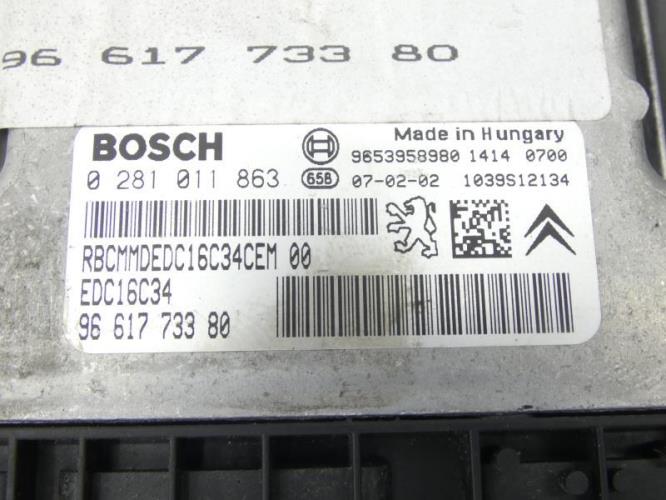 96 617 733 80
BOSCH
Made in Hungary
9653958980 1414 0700
0 281 011 863 658 07-02-02 1039S12134
RBCMMDEDC16C34CEM 00
EDC16C34
96 617 733 80